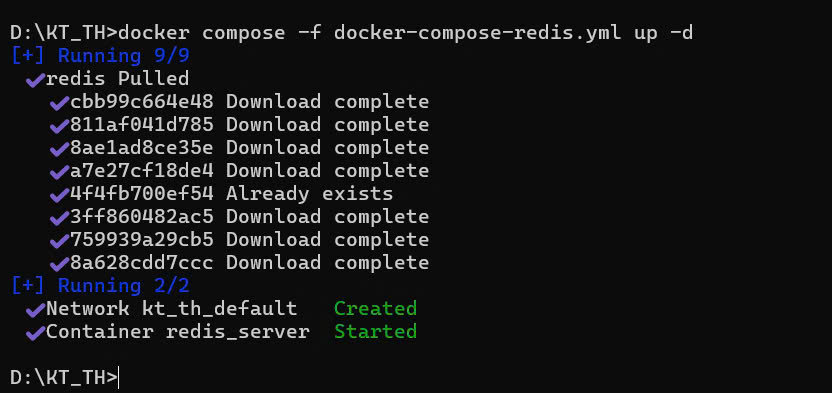 D:\KT_TH>docker compose -f docker-compose-redis.yml up -d
[+] Running 9/9
✔redis Pulled
✔cbb99c664e48 Download complete
✔811af041d785 Download complete
✔8ae1ad8ce35e Download complete
✔a7e27cf18de4 Download complete
✔4f4fb700ef54 Already exists
✔3ff860482ac5 Download complete
✔759939a29cb5 Download complete
✔8a628cdd7ccc Download complete
[+] Running 2/2
✔Network kt_th_default Created
✔Container redis_server Started
D:\KT_TH>